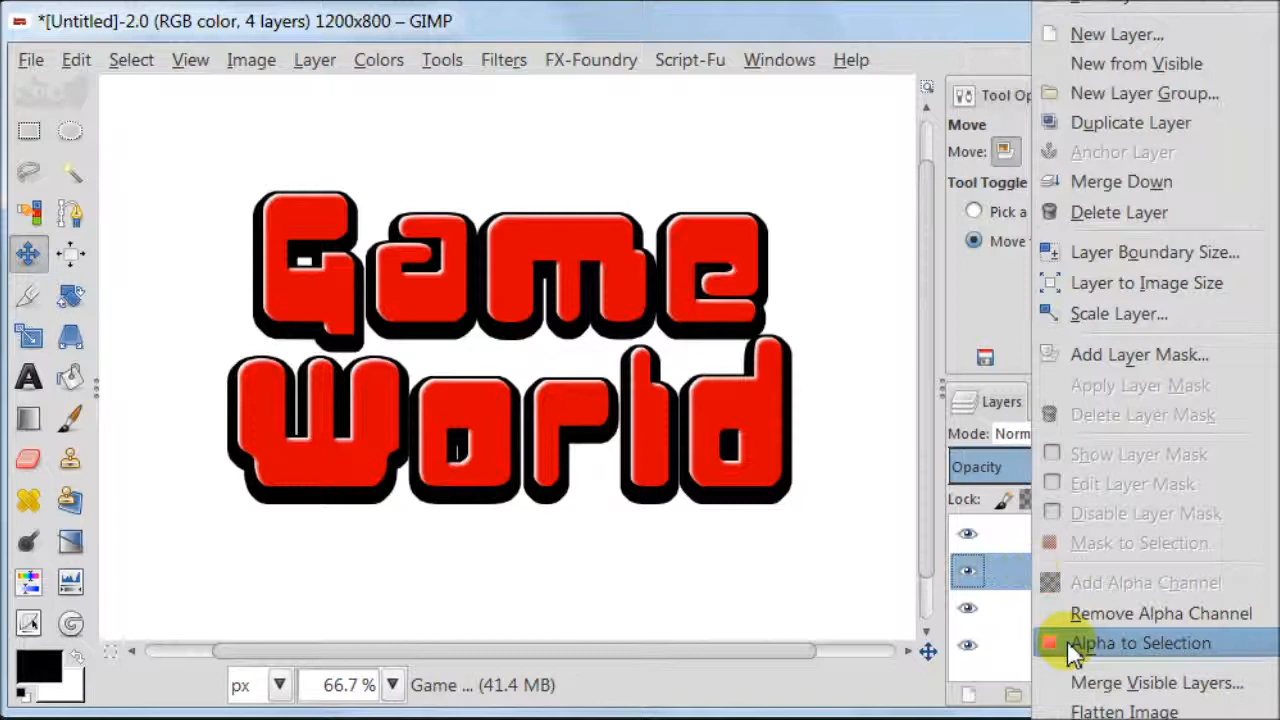 *[Untitled]-2.0 (RGB color, 4 layers) 1200x800 – GIMP
File Edit Select View Image Layer Colors Tools Filters FX-Foundry Script-Fu Windows Help
Game
World
Tool Op
Move
Move:
Tool Toggle
Pick a
Move
Layers
Mode: Norm
Opacity
Lock:
New Layer...
New from Visible
New Layer Group...
Duplicate Layer
Anchor Layer
Merge Down
Delete Layer
Layer Boundary Size...
Layer to Image Size
Scale Layer...
Add Layer Mask...
Apply Layer Mask
Delete Layer Mask
Show Layer Mask
Edit Layer Mask
Disable Layer Mask
Mask to Selection
Add Alpha Channel
Remove Alpha Channel
Alpha to Selection
Merge Visible Layers...
Flatten Image
px 66.7 % Game ... (41.4 MB)